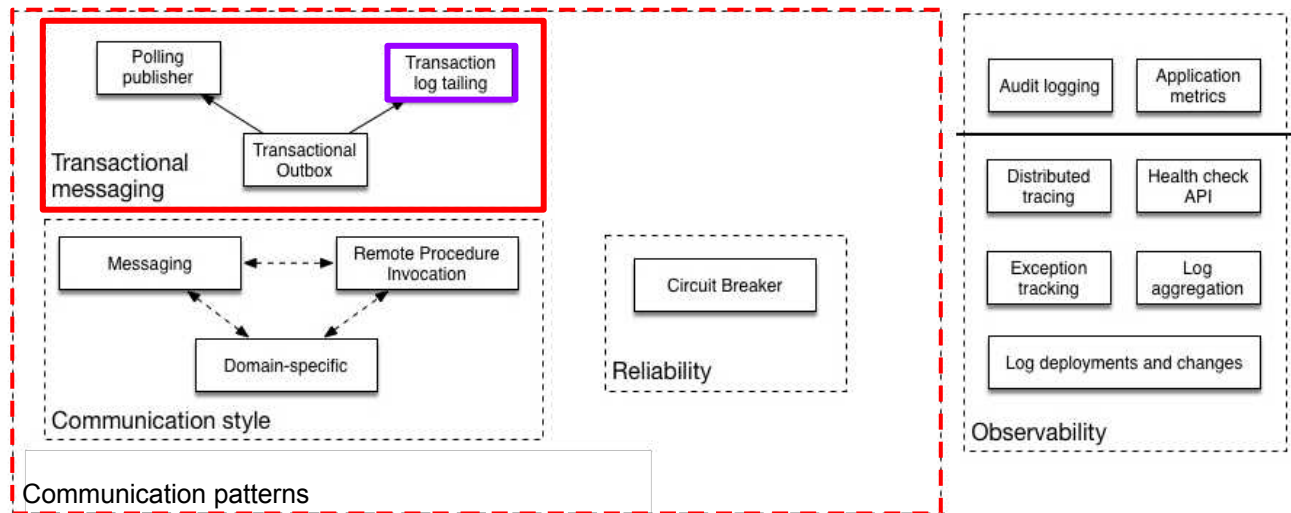 Polling
publisher
Transaction
log tailing
Transactional
Outbox
Transactional
messaging
Messaging
Remote Procedure
Invocation
Domain-specific
Communication style
Circuit Breaker
Reliability
Communication patterns
Audit logging
Application
metrics
Distributed
tracing
Health check
API
Exception
tracking
Log
aggregation
Log deployments and changes
Observability